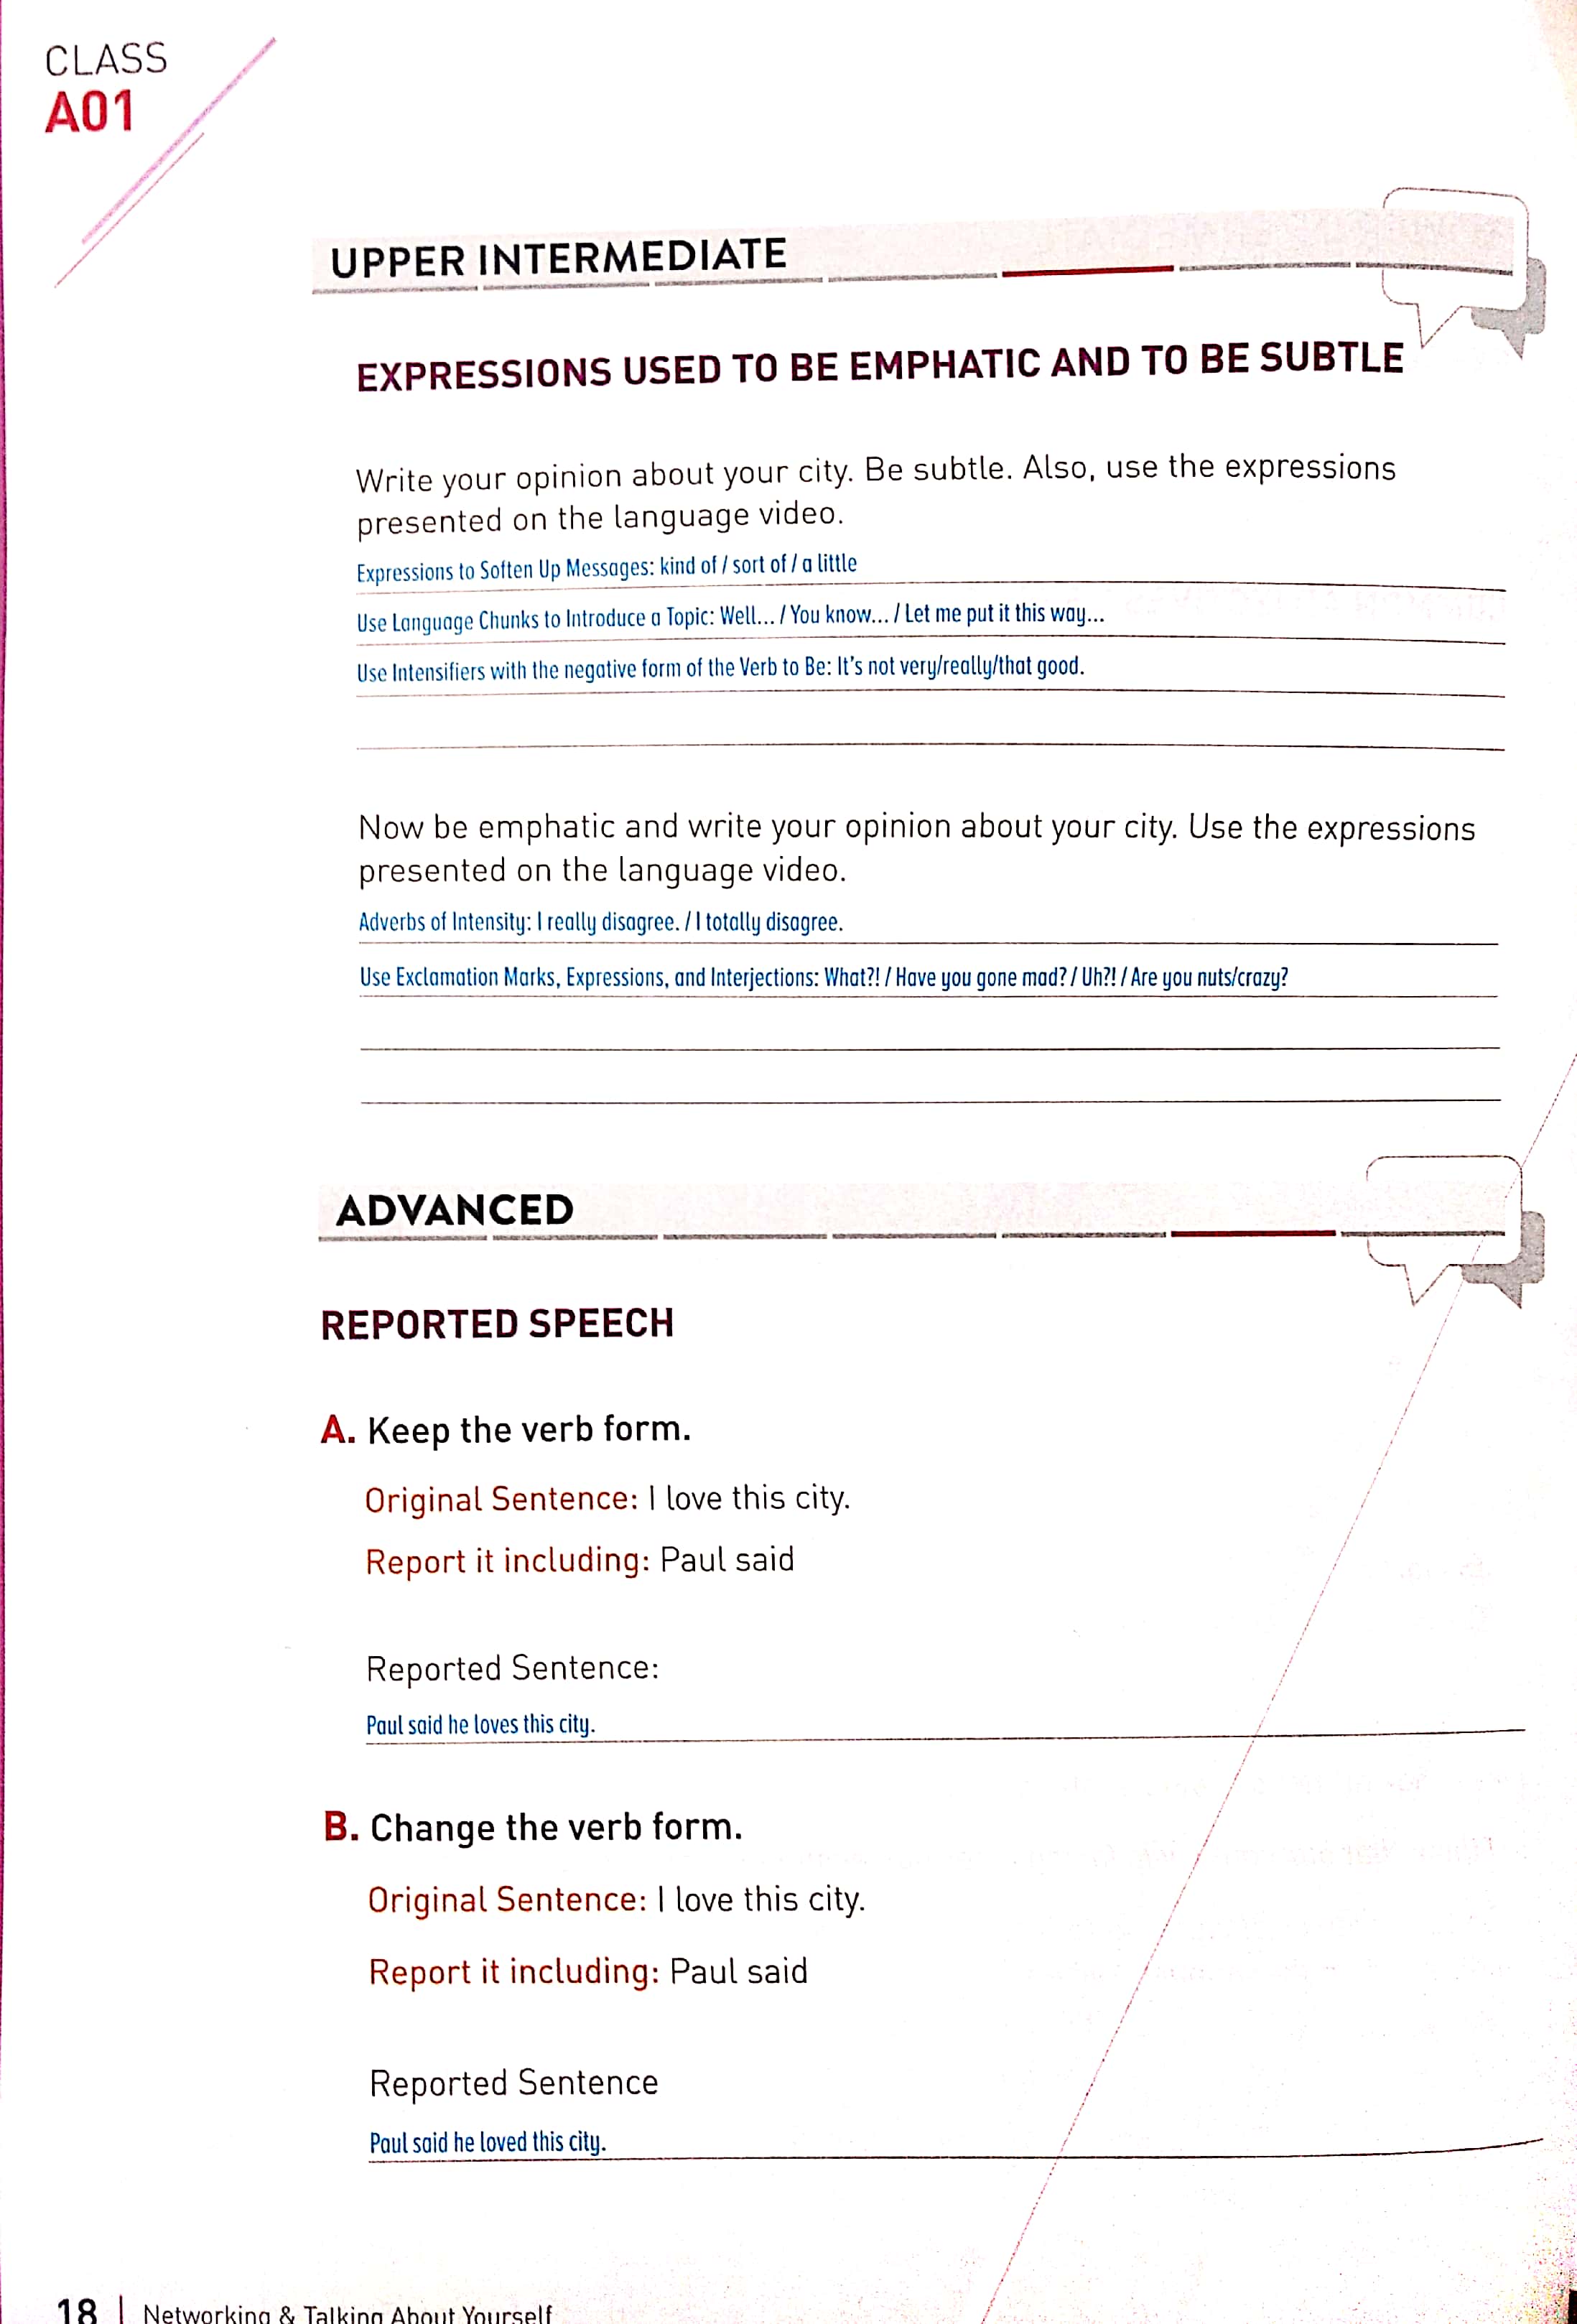 CLASS
A01
UPPER INTERMEDIATE
EXPRESSIONS USED TO BE EMPHATIC AND TO BE SUBTLE
Write your opinion about your city. Be subtle. Also, use the expressions
presented on the language video.
Expressions to Soften Up Messages: kind of / sort of / a little
Use Language Chunks to Introduce a Topic: Well... / You know... / Let me put it this way...
Use Intensifiers with the negative form of the Verb to Be: It's not very/really/that good.
Now be emphatic and write your opinion about your city. Use the expressions
presented on the language video.
Adverbs of Intensity: I really disagree. / I totally disagree.
Use Exclamation Marks, Expressions, and Interjections: What?! / Have you gone mad? / Uh?! / Are you nuts/crazy?
ADVANCED
REPORTED SPEECH
A. Keep the verb form.
Original Sentence: I love this city.
Report it including: Paul said
Reported Sentence:
Paul said he loves this city.
B. Change the verb form.
Original Sentence: I love this city.
Report it including: Paul said
Reported Sentence
Paul said he loved this city.
18 | Networking & Talking About Yourself